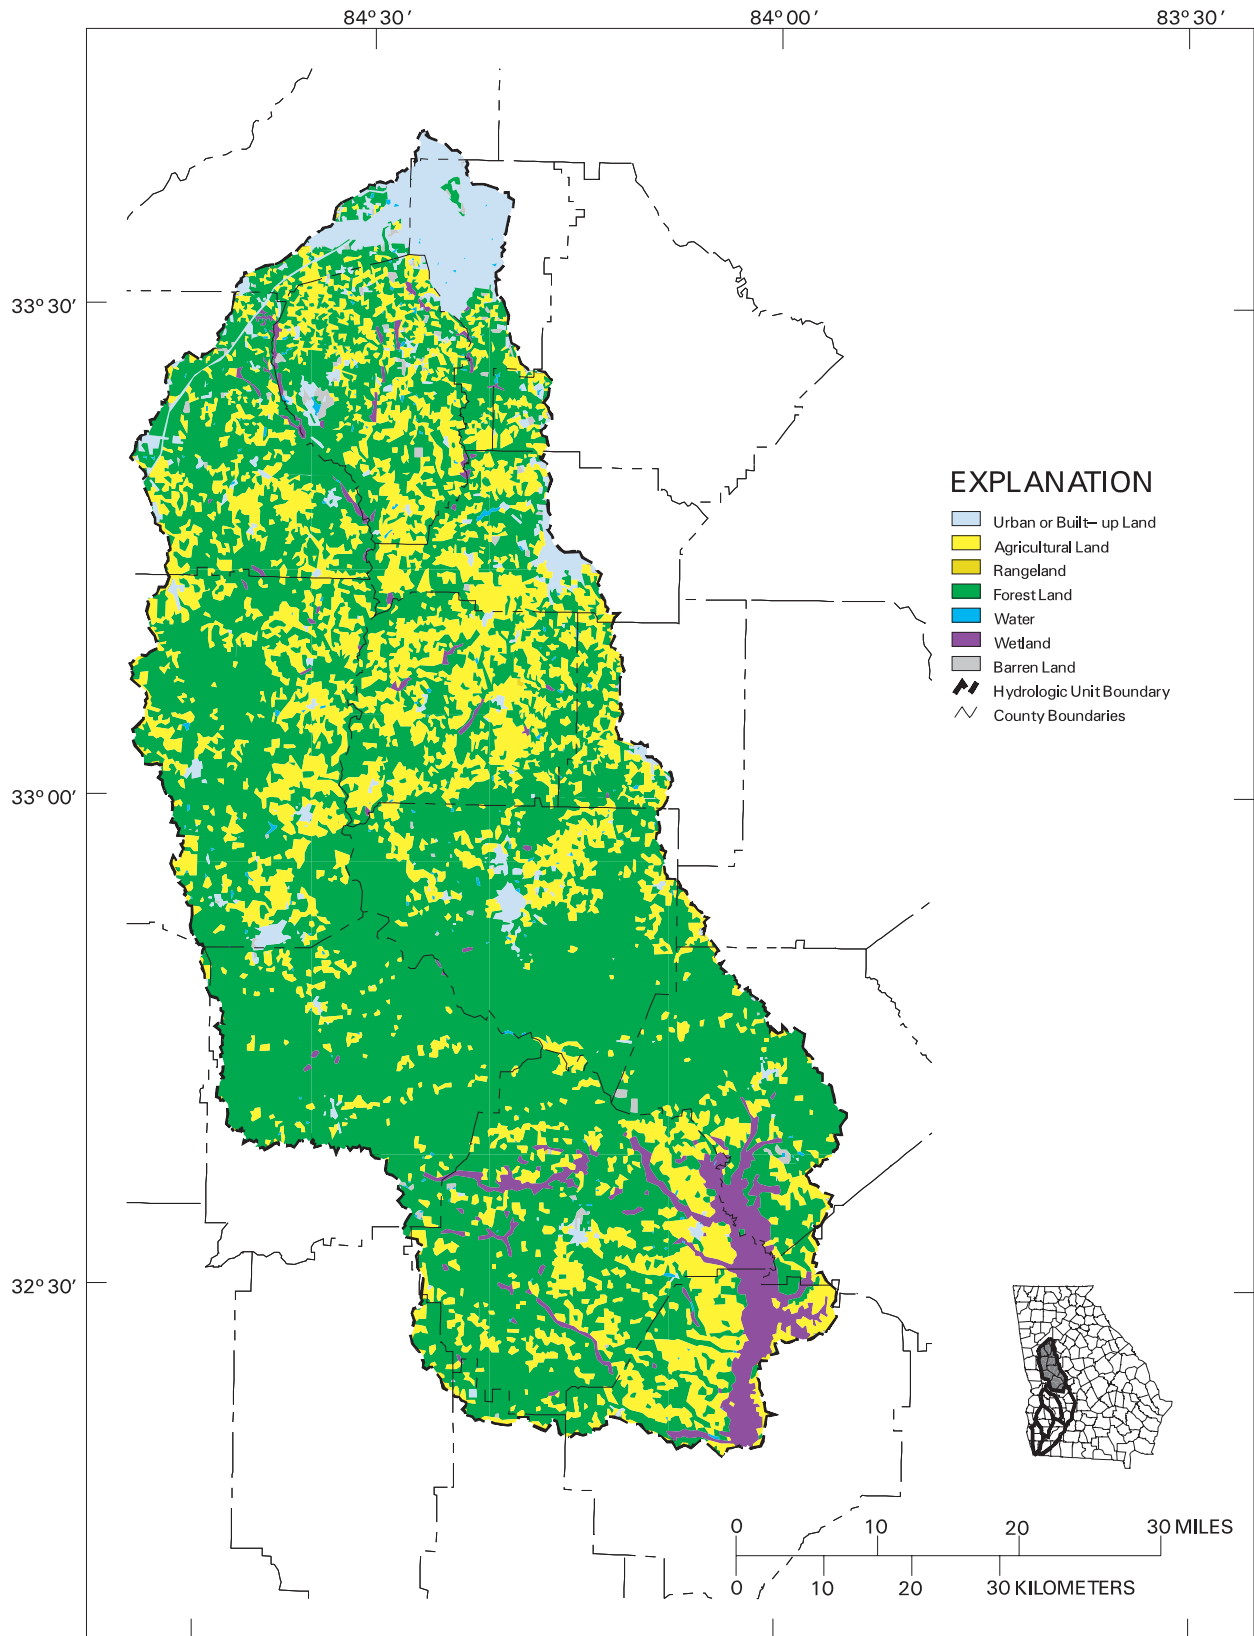 84° 30′
84° 00′
83° 30′
33° 30′
33° 00′
32° 30′
EXPLANATION
Urban or Built–up Land
Agricultural Land
Rangeland
Forest Land
Water
Wetland
Barren Land
Hydrologic Unit Boundary
County Boundaries
0 10 20 30 MILES
0 10 20 30 KILOMETERS